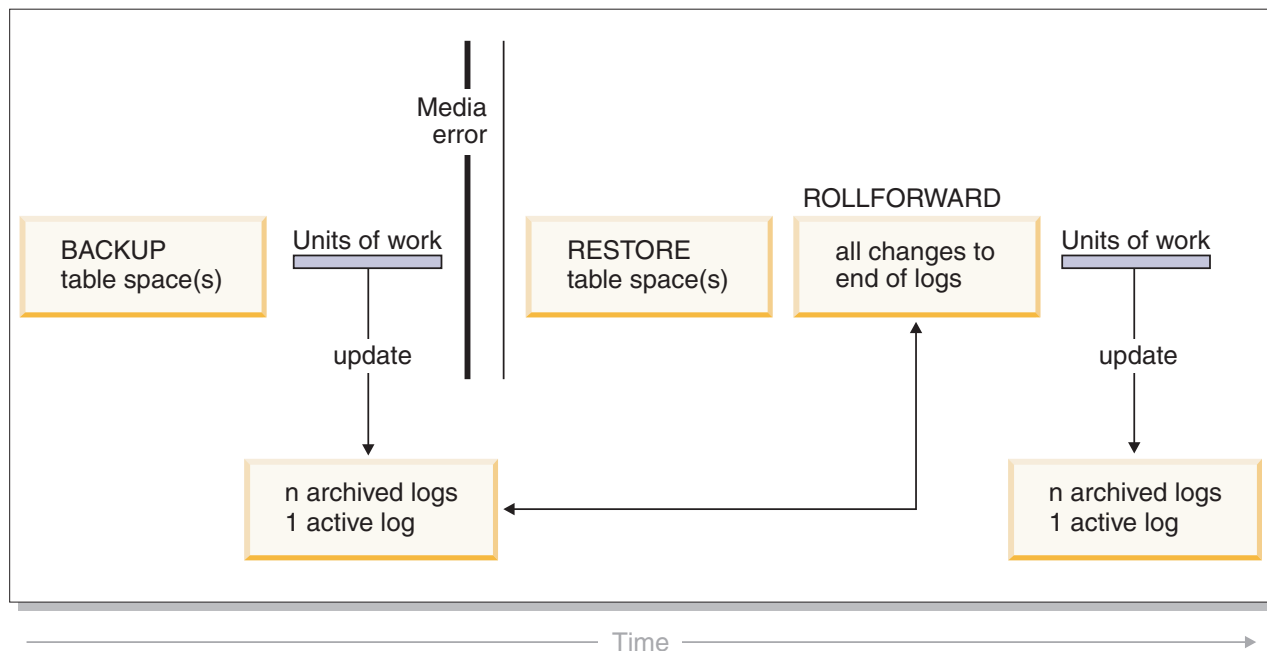 Media
error
ROLLFORWARD
BACKUP
table space(s)
Units of work
RESTORE
table space(s)
all changes to
end of logs
Units of work
update
update
n archived logs
1 active log
n archived logs
1 active log
Time